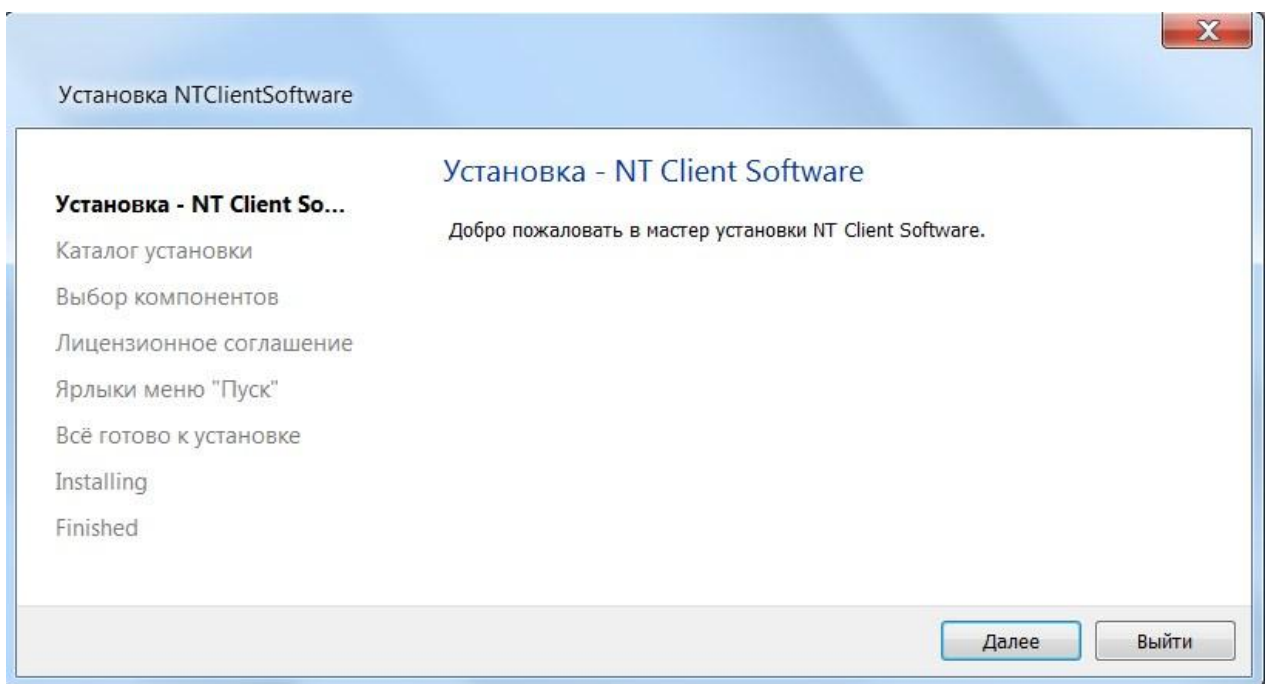 Установка NTClientSoftware
Установка - NT Client So...
Каталог установки
Выбор компонентов
Лицензионное соглашение
Ярлыки меню "Пуск"
Всё готово к установке
Installing
Finished
Установка - NT Client Software
Добро пожаловать в мастер установки NT Client Software.
Далее
Выйти